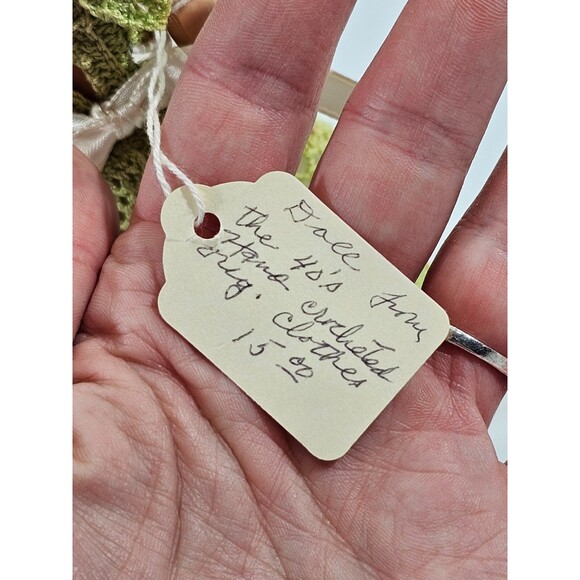 Doll from
the 40's
Hand crocheted
orig. Clothes
15.00